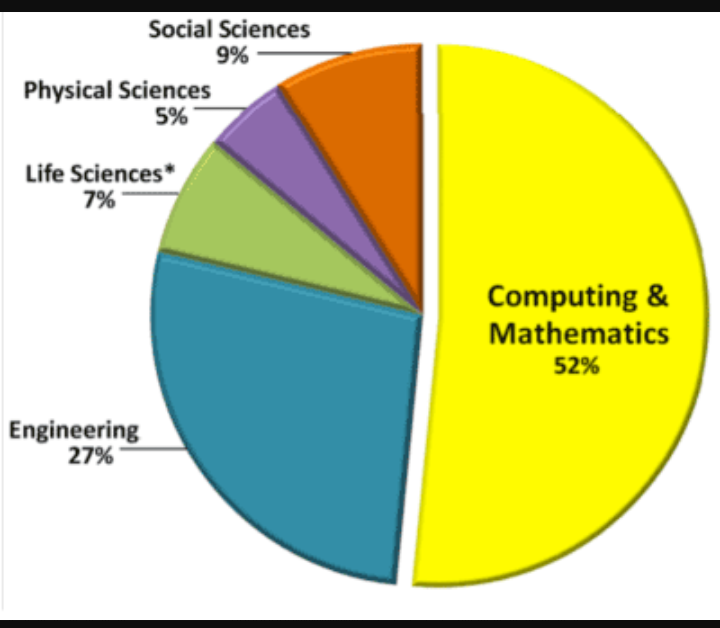 Social Sciences
9%
Physical Sciences
5%
Life Sciences*
7%
Computing &
Mathematics
52%
Engineering
27%